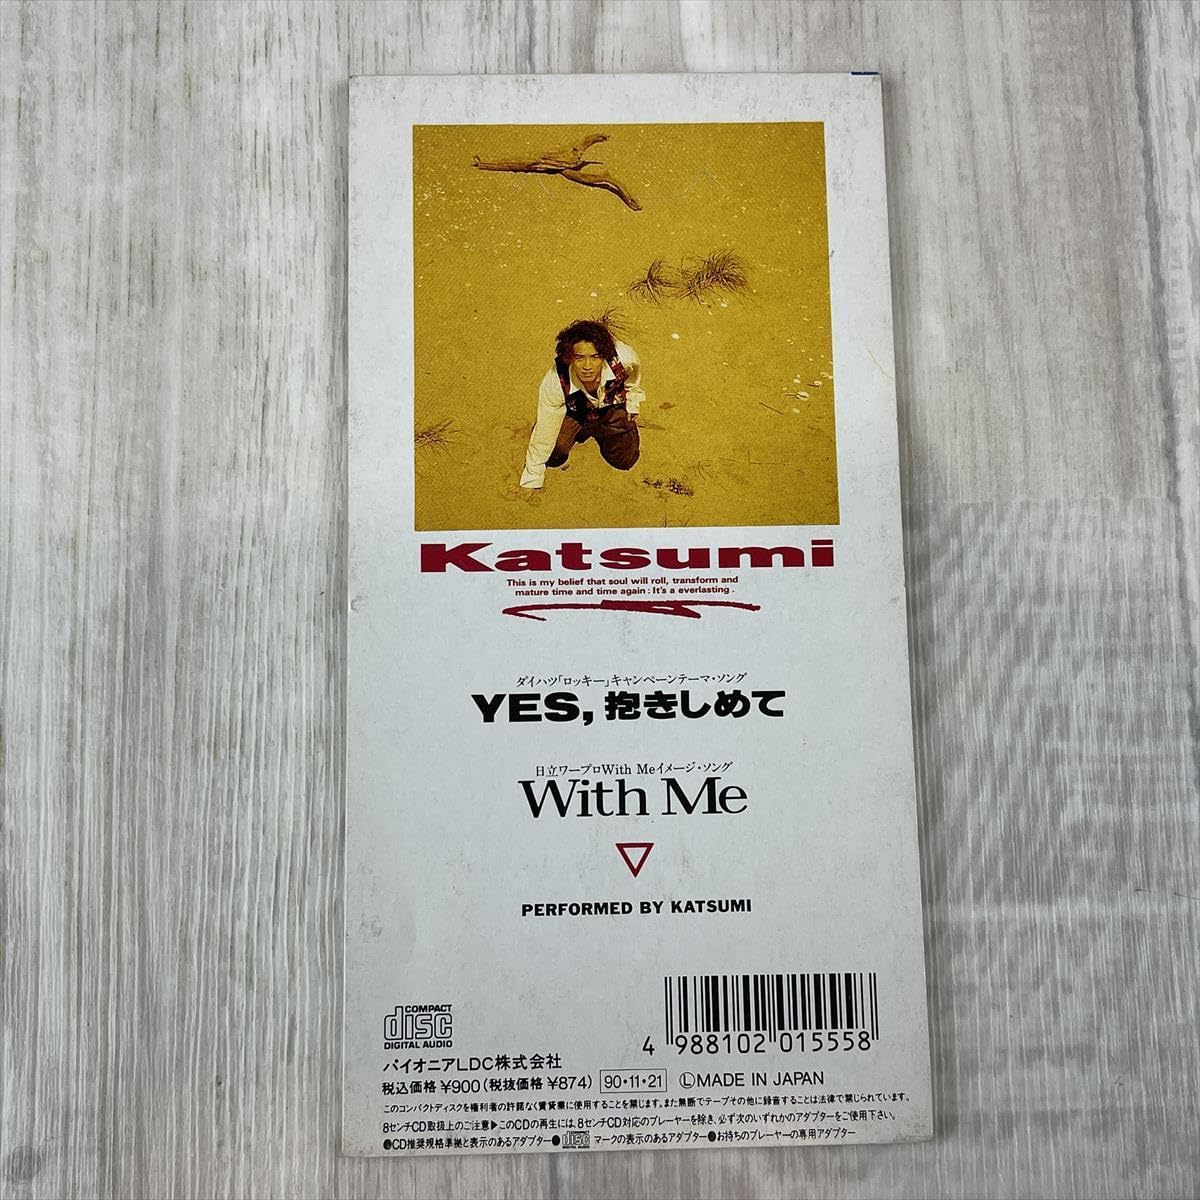 Katsumi
This is my belief that soul will roll, transform and
mature time and time again : It's a everlasting .
ダイハツ「ロッキー」キャンペーンテーマ・ソング
YES, 抱きしめて
日立ワープロWith Meイメージ・ソング
With Me
PERFORMED BY KATSUMI
COMPACT
disc
DIGITAL AUDIO
4 988102 015558
パイオニアLDC株式会社
税込価格 ¥900 (税抜価格 ¥874) 90・11・21 Ⓛ MADE IN JAPAN
このコンパクトディスクを権利者の許諾なく賃貸業に使用することを禁じます。また無断でテープその他に録音することは法律で禁じられています。
8センチCD取扱上のご注意▶このCDの再生には、8センチCD対応のプレーヤーを除き、必ず次のいずれかのアダプターをご使用下さい。
●CD推奨規格準拠と表示のあるアダプター●disc DIGITAL AUDIO マークの表示のあるアダプター●お持ちのプレーヤーの専用アダプター